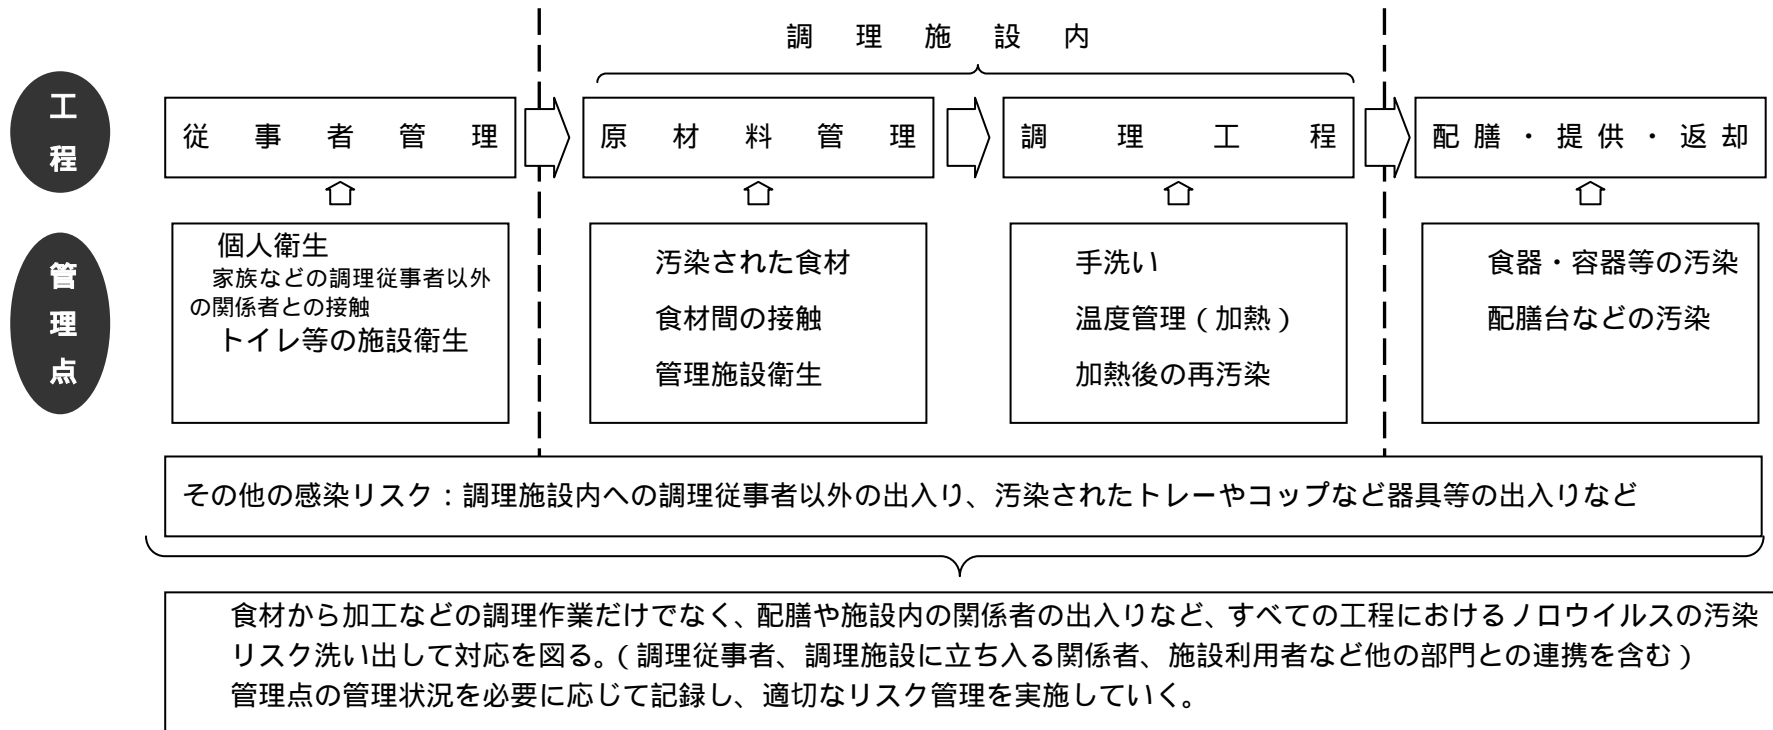 調理施設内
工程
従事者管理
原材料管理
調理工程
配膳・提供・返却
管理点
個人衛生
家族などの調理従事者以外
の関係者との接触
トイレ等の施設衛生
汚染された食材
食材間の接触
管理施設衛生
手洗い
温度管理(加熱)
加熱後の再汚染
食器・容器等の汚染
配膳台などの汚染
その他の感染リスク:調理施設内への調理従事者以外の出入り、汚染されたトレーやコップなど器具等の出入りなど
食材から加工などの調理作業だけでなく、配膳や施設内の関係者の出入りなど、すべての工程におけるノロウイルスの汚染
リスク洗い出して対応を図る。(調理従事者、調理施設に立ち入る関係者、施設利用者など他の部門との連携を含む)
管理点の管理状況を必要に応じて記録し、適切なリスク管理を実施していく。